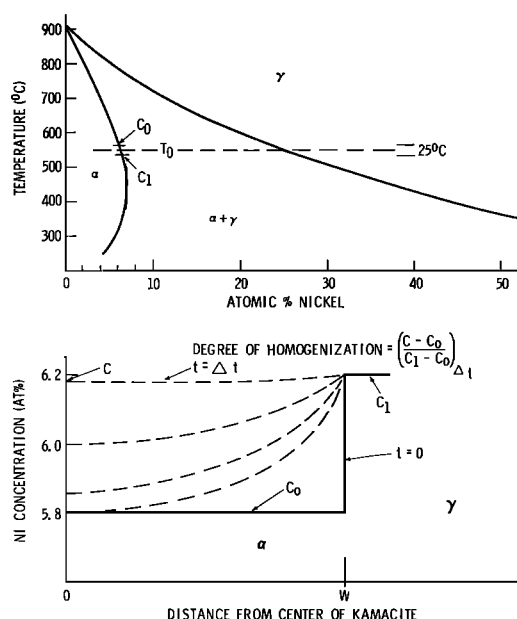 900
800
700
600
500
400
300
200
TEMPERATURE (°C)
γ
C₀
T₀
C₁
25°C
α
α+γ
0 10 20 30 40 50
ATOMIC % NICKEL
DEGREE OF HOMOGENIZATION = (C - C₀ / C₁ - C₀) Δt
C
t = Δt
6.2
C₁
6.0
t = 0
C₀
5.8
NI CONCENTRATION (AT%)
α
γ
0 W
DISTANCE FROM CENTER OF KAMACITE